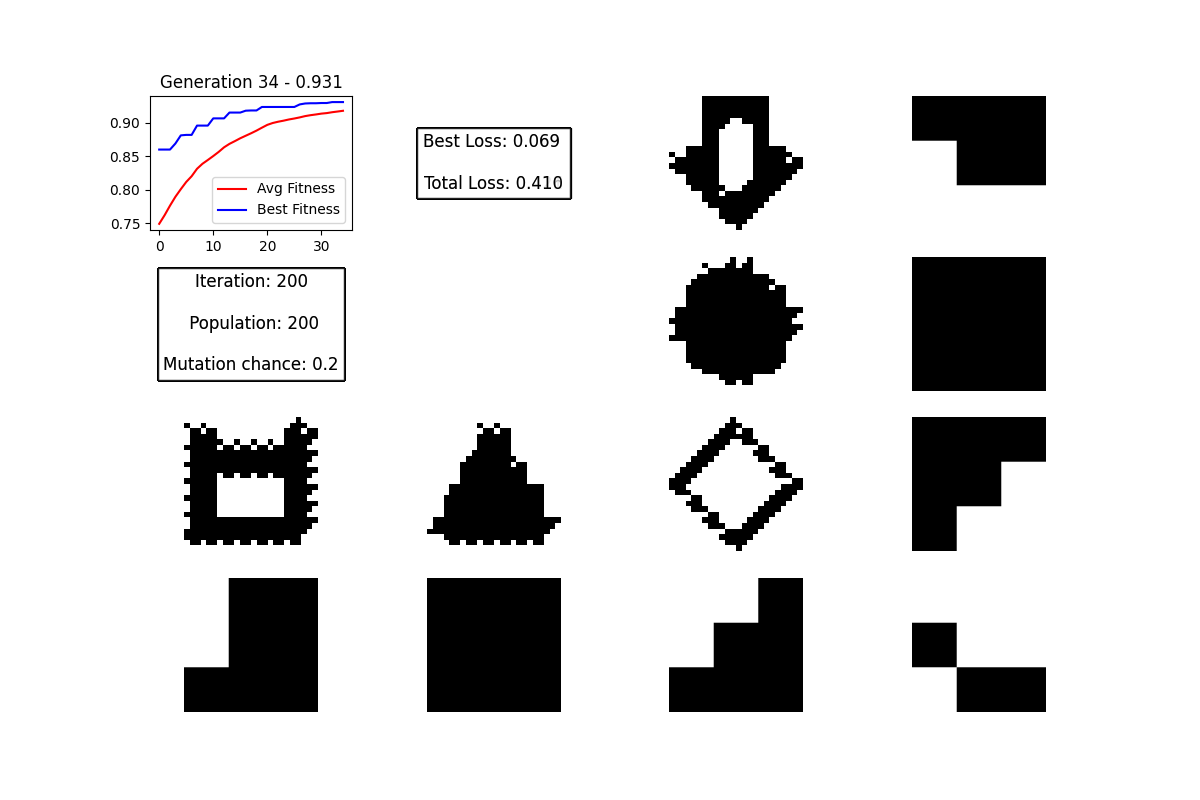 Generation 34 - 0.931
0.90
0.85
0.80
0.75
0 10 20 30
Avg Fitness
Best Fitness
Best Loss: 0.069
Total Loss: 0.410
Iteration: 200
Population: 200
Mutation chance: 0.2